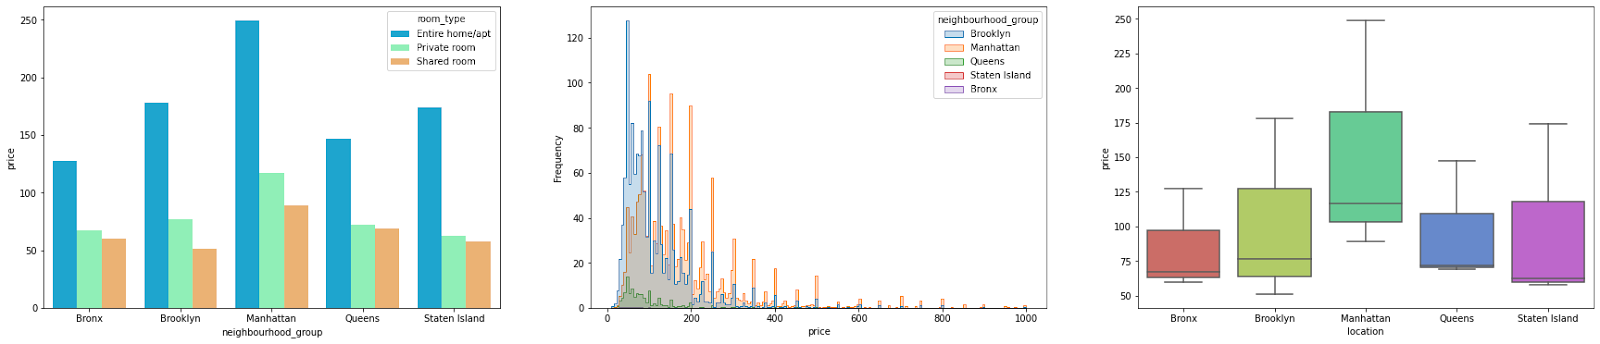 room_type
Entire home/apt
Private room
Shared room
250
200
150
100
50
0
price
Bronx
Brooklyn
Manhattan
Queens
Staten Island
neighbourhood_group
neighbourhood_group
Brooklyn
Manhattan
Queens
Staten Island
Bronx
120
100
80
60
40
20
0
Frequency
0
200
400
600
800
1000
price
250
225
200
175
150
125
100
75
50
price
Bronx
Brooklyn
Manhattan
Queens
Staten Island
location